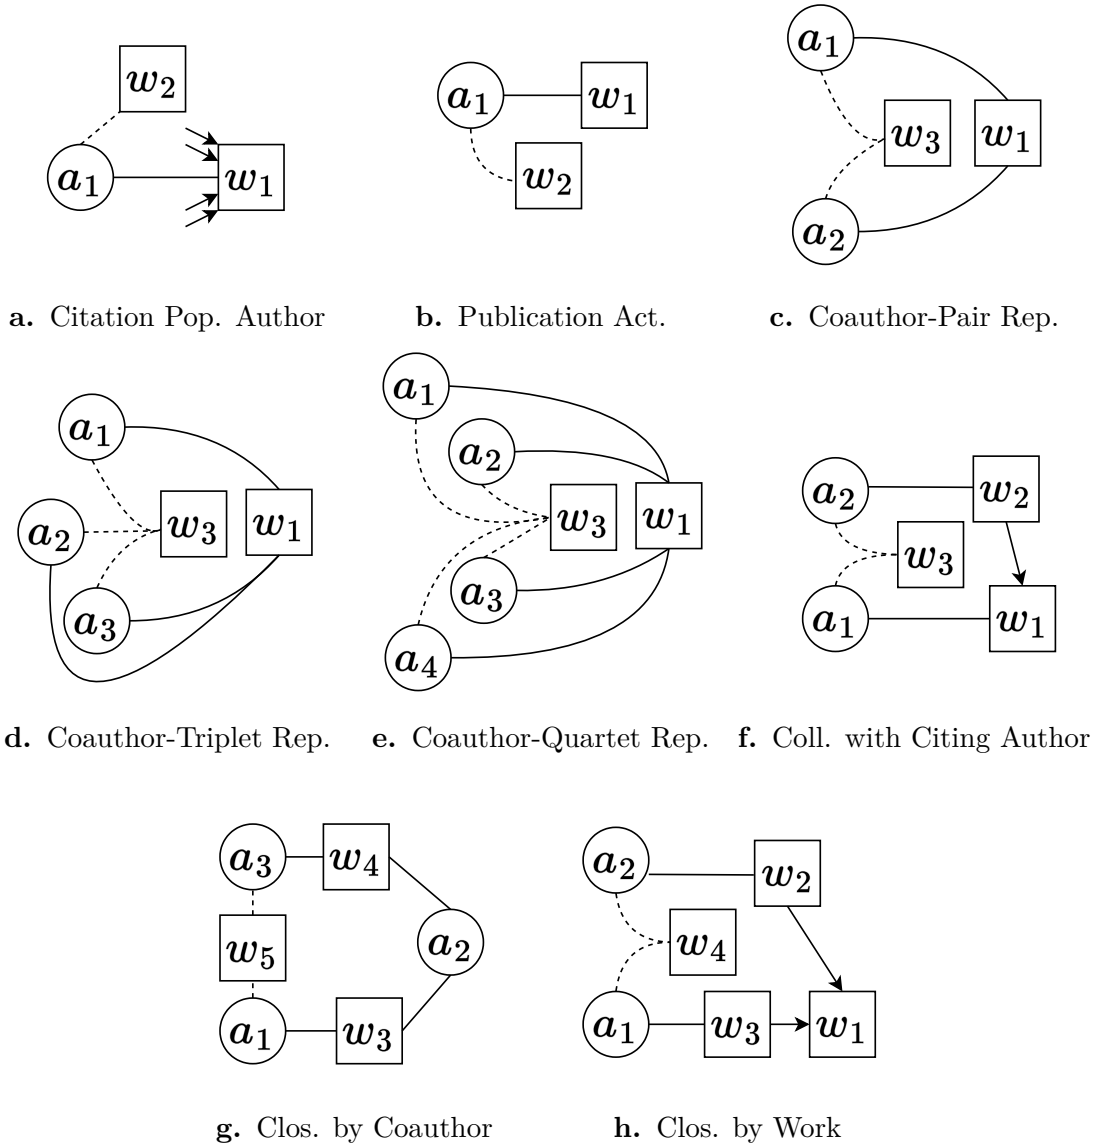 w2
a1 w1
a. Citation Pop. Author
a1 w1
w2
b. Publication Act.
a1
w3 w1
a2
c. Coauthor-Pair Rep.
a1
a2 w3 w1
a3
d. Coauthor-Triplet Rep.
a1
a2
w3 w1
a3
a4
e. Coauthor-Quartet Rep.
a2 w2
w3
a1 w1
f. Coll. with Citing Author
a3 w4
w5 a2
a1 w3
g. Clos. by Coauthor
a2 w2
w4
a1 w3 w1
h. Clos. by Work